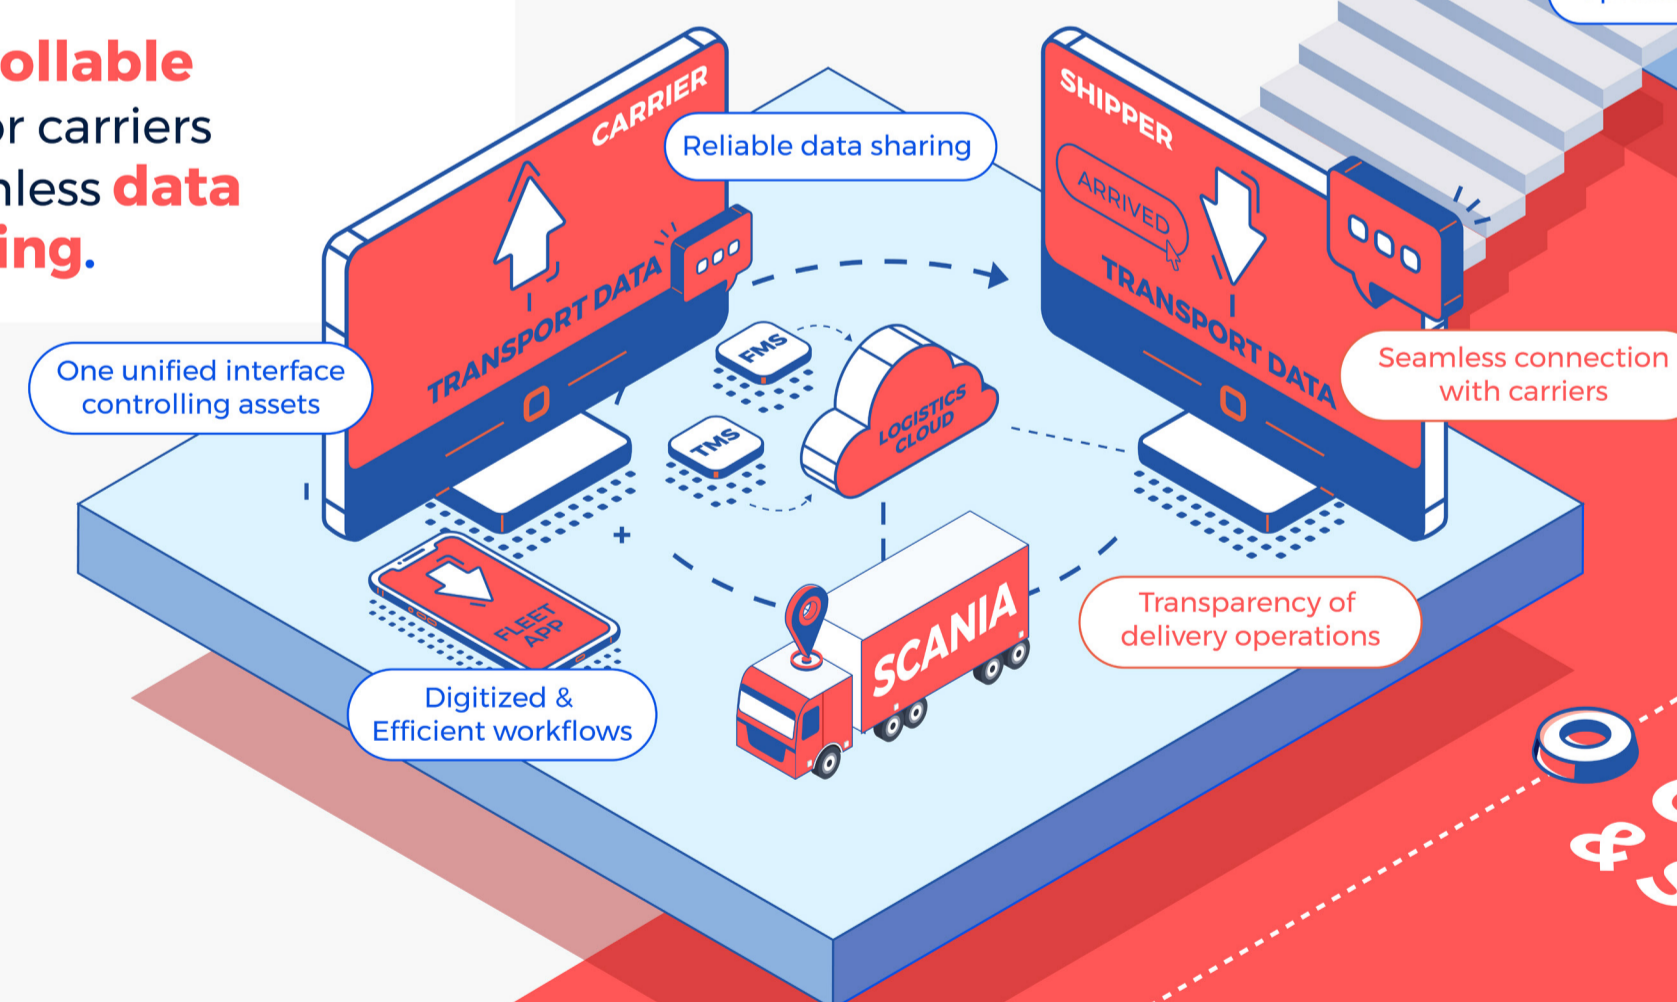 ollable
r carriers
less data
ing.
CARRIER
Reliable data sharing
SHIPPER
ARRIVED
TRANSPORT DATA
TRANSPORT DATA
FMS
TMS
LOGISTICS
CLOUD
One unified interface
controlling assets
Seamless connection
with carriers
FLEET
APP
SCANIA
Transparency of
delivery operations
Digitized &
Efficient workflows
&